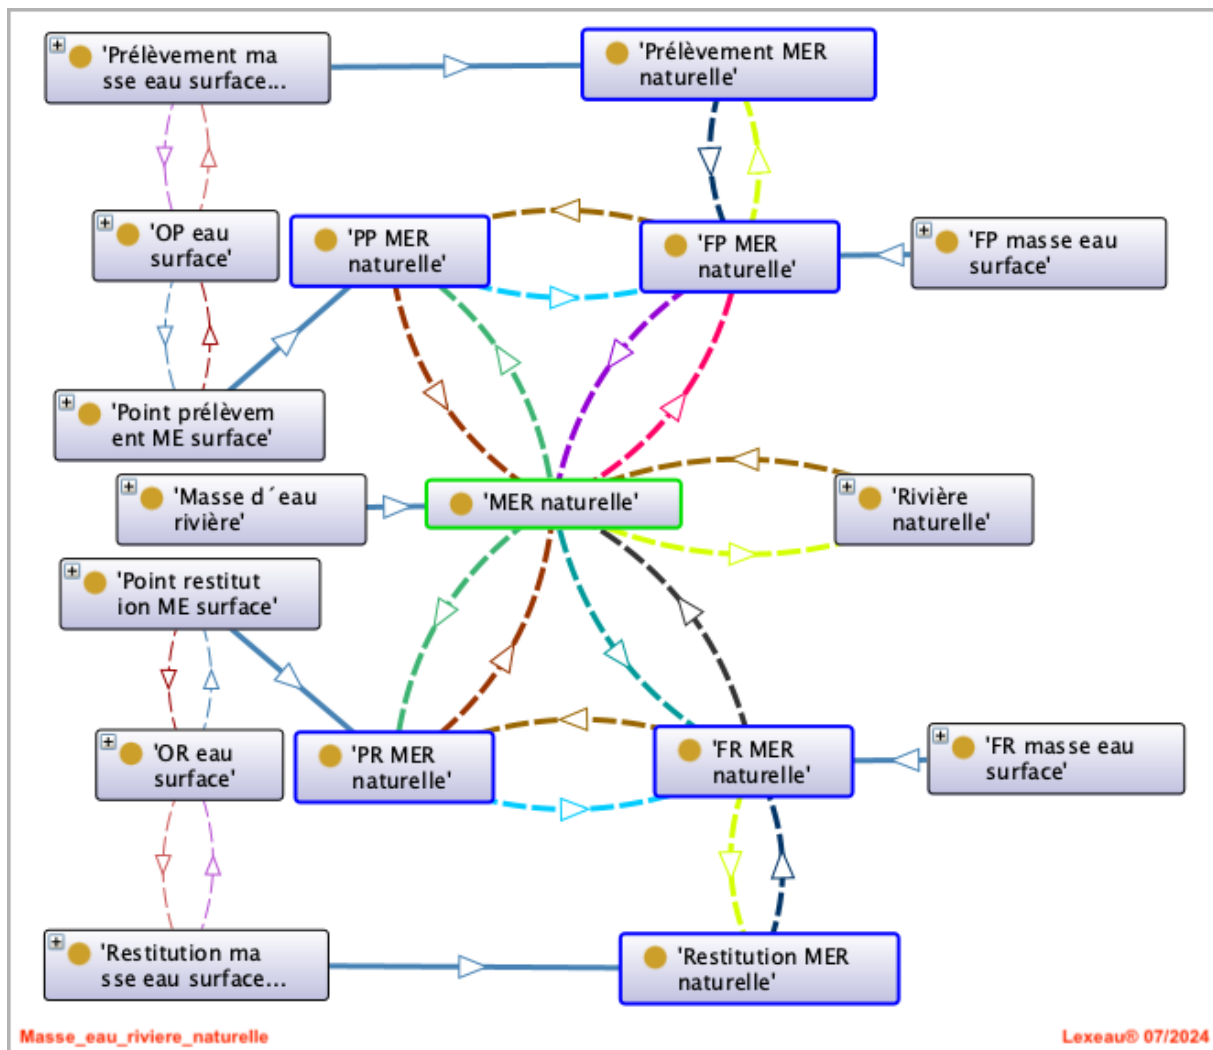 'Prélèvement ma
sse eau surface...
'Prélèvement MER
naturelle'
'OP eau
surface'
'PP MER
naturelle'
'FP MER
naturelle'
'FP masse eau
surface'
'Point prélèvem
ent ME surface'
'Masse d´eau
rivière'
'MER naturelle'
'Rivière
naturelle'
'Point restitut
ion ME surface'
'OR eau
surface'
'PR MER
naturelle'
'FR MER
naturelle'
'FR masse eau
surface'
'Restitution ma
sse eau surface...
'Restitution MER
naturelle'
Masse_eau_riviere_naturelle
Lexeau® 07/2024